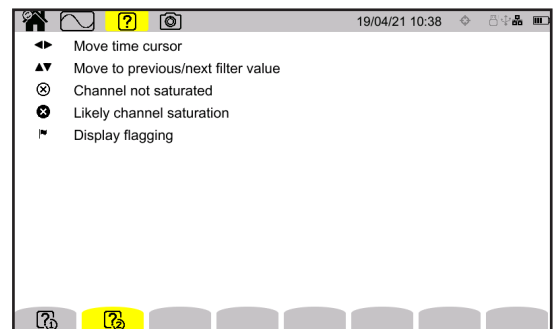 19/04/21 10:38
Move time cursor
Move to previous/next filter value
Channel not saturated
Likely channel saturation
Display flagging